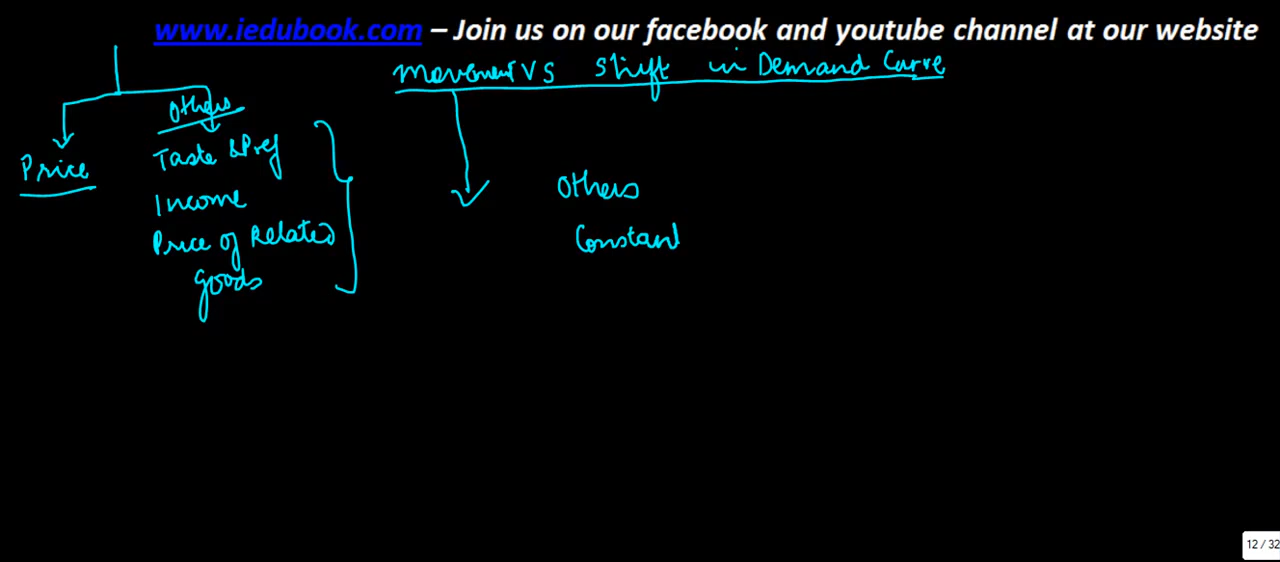 www.iedubook.com – Join us on our facebook and youtube channel at our website
Movement VS Shift in Demand Curve
Others
Price
Taste & Pref
Income
Price of Related
goods
Others
Constant
12 / 32